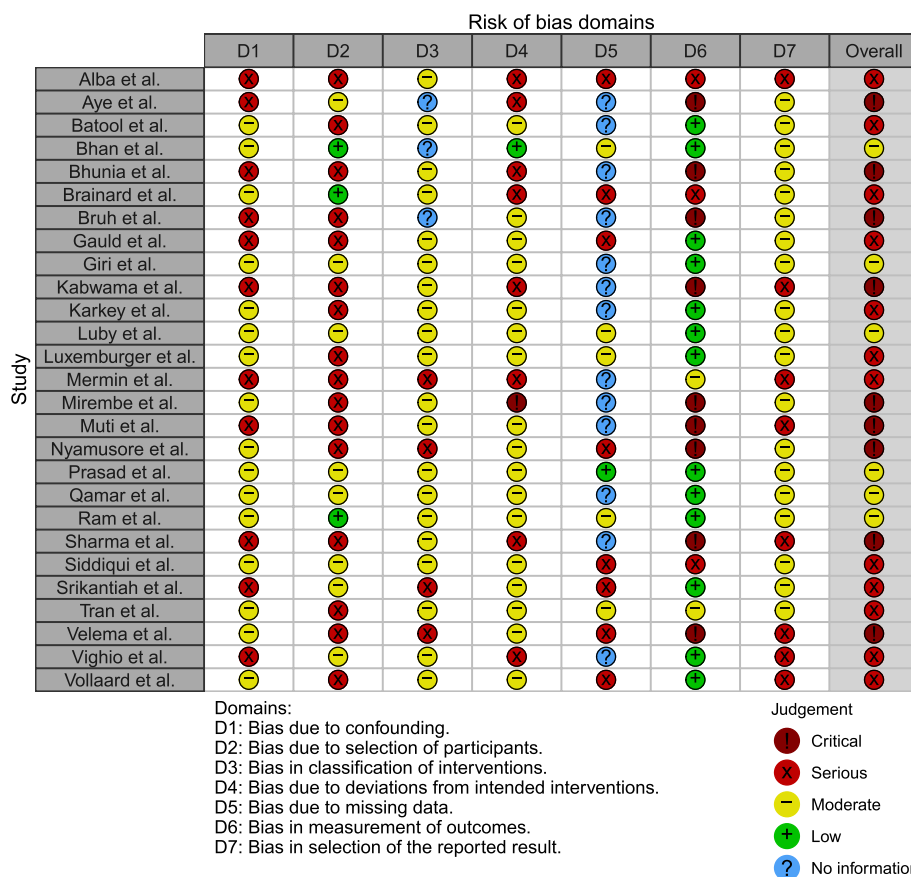 Risk of bias domains
D1 D2 D3 D4 D5 D6 D7 Overall
Study
Alba et al. X X − X X X X X
Aye et al. X − ? X ? ! − !
Batool et al. − X − − ? + − X
Bhan et al. − + ? + − + − −
Bhunia et al. X X − X ? ! − !
Brainard et al. − + − X X X − X
Bruh et al. X X ? − ? ! − !
Gauld et al. X X − − X + − X
Giri et al. − − − − ? + − −
Kabwama et al. X X − X ? ! X !
Karkey et al. − X − − ? + − X
Luby et al. − − − − − + − −
Luxemburger et al. − X − − − + − X
Mermin et al. X X X X ? − X X
Mirembe et al. − X − ! ? ! − !
Muti et al. X X − − ? ! X !
Nyamusore et al. − X X − X ! − !
Prasad et al. − − − − + + − −
Qamar et al. − − − − ? + − −
Ram et al. − + − − − + − −
Sharma et al. X X − X ? ! X !
Siddiqui et al. − − − − X X − X
Srikantiah et al. X − X − X + − X
Tran et al. − X − − − − − X
Velema et al. − X X − X ! X !
Vighio et al. X − − X ? + X X
Vollaard et al. − X − − X + X X
Domains:
D1: Bias due to confounding.
D2: Bias due to selection of participants.
D3: Bias in classification of interventions.
D4: Bias due to deviations from intended interventions.
D5: Bias due to missing data.
D6: Bias in measurement of outcomes.
D7: Bias in selection of the reported result.
Judgement
! Critical
X Serious
− Moderate
+ Low
? No information